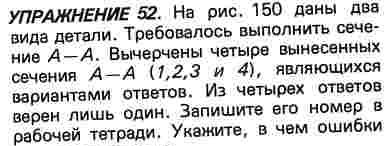 УПРАЖНЕНИЕ 52. На рис. 150 даны два
вида детали. Требовалось выполнить сече-
ние А—А. Вычерчены четыре вынесенных
сечения А—А (1,2,3 и 4), являющихся
вариантами ответов. Из четырех ответов
верен лишь один. Запишите его номер в
рабочей тетради. Укажите, в чем ошибки